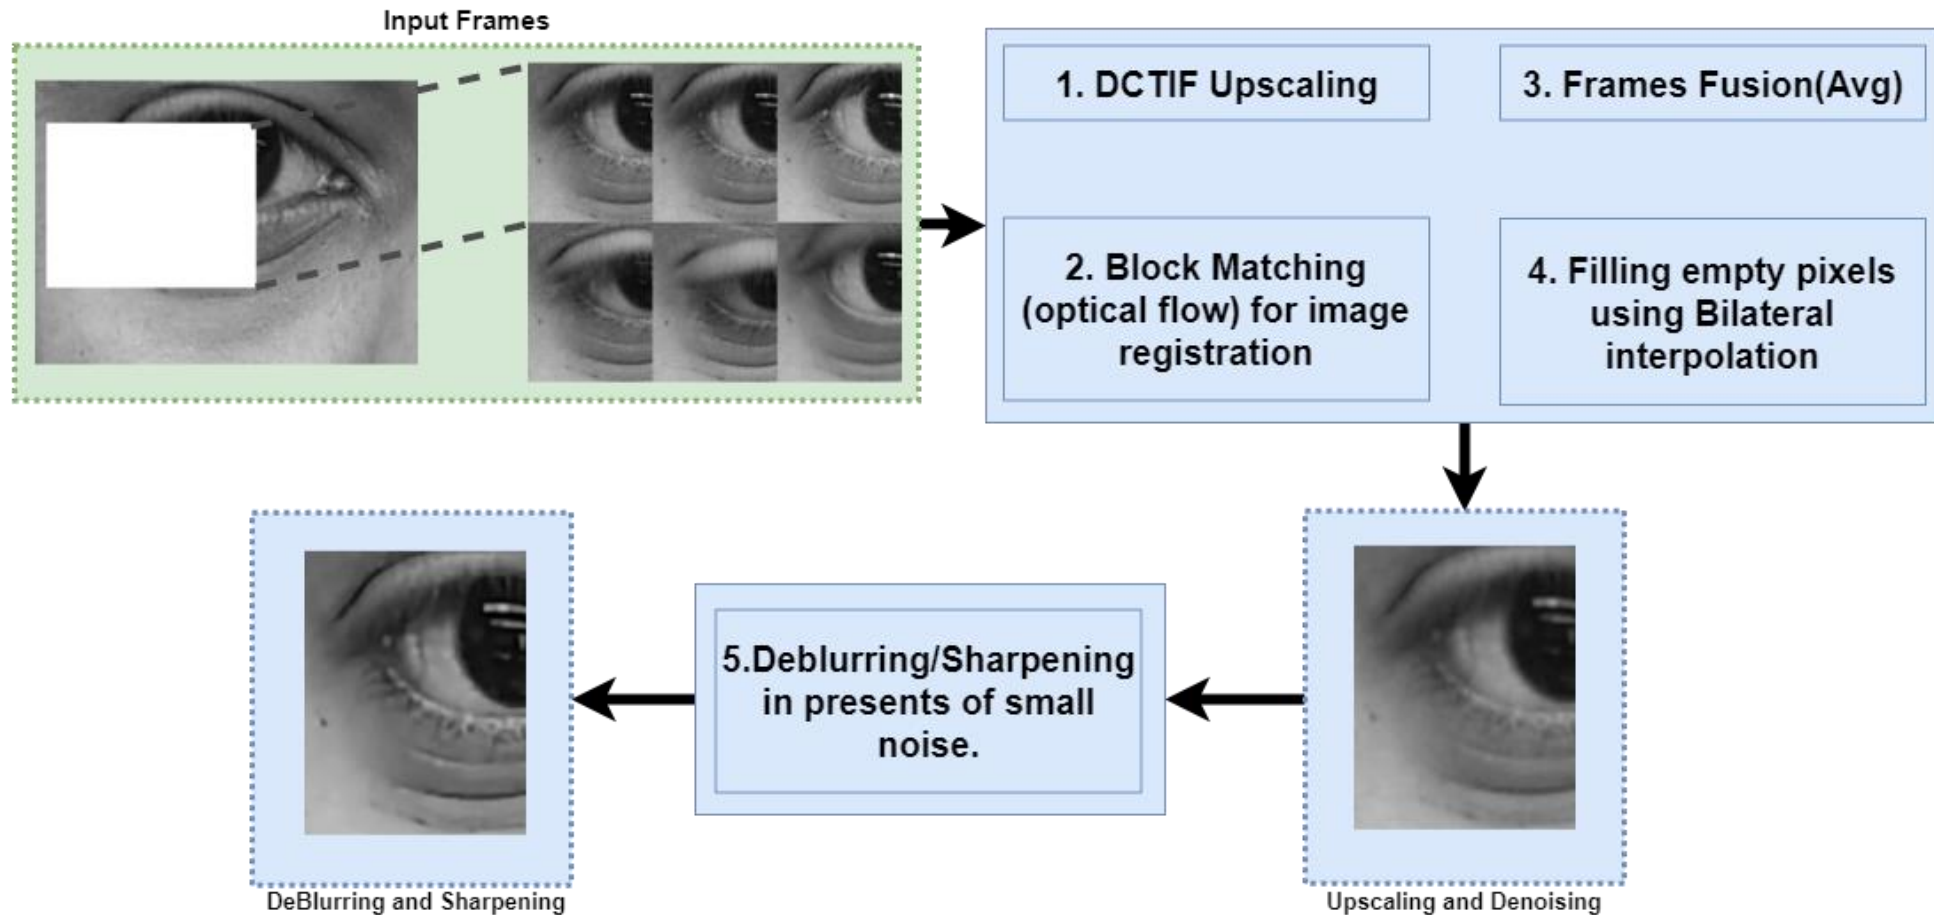 Input Frames
1. DCTIF Upscaling
3. Frames Fusion(Avg)
2. Block Matching
(optical flow) for image
registration
4. Filling empty pixels
using Bilateral
interpolation
5.Deblurring/Sharpening
in presents of small
noise.
DeBlurring and Sharpening
Upscaling and Denoising